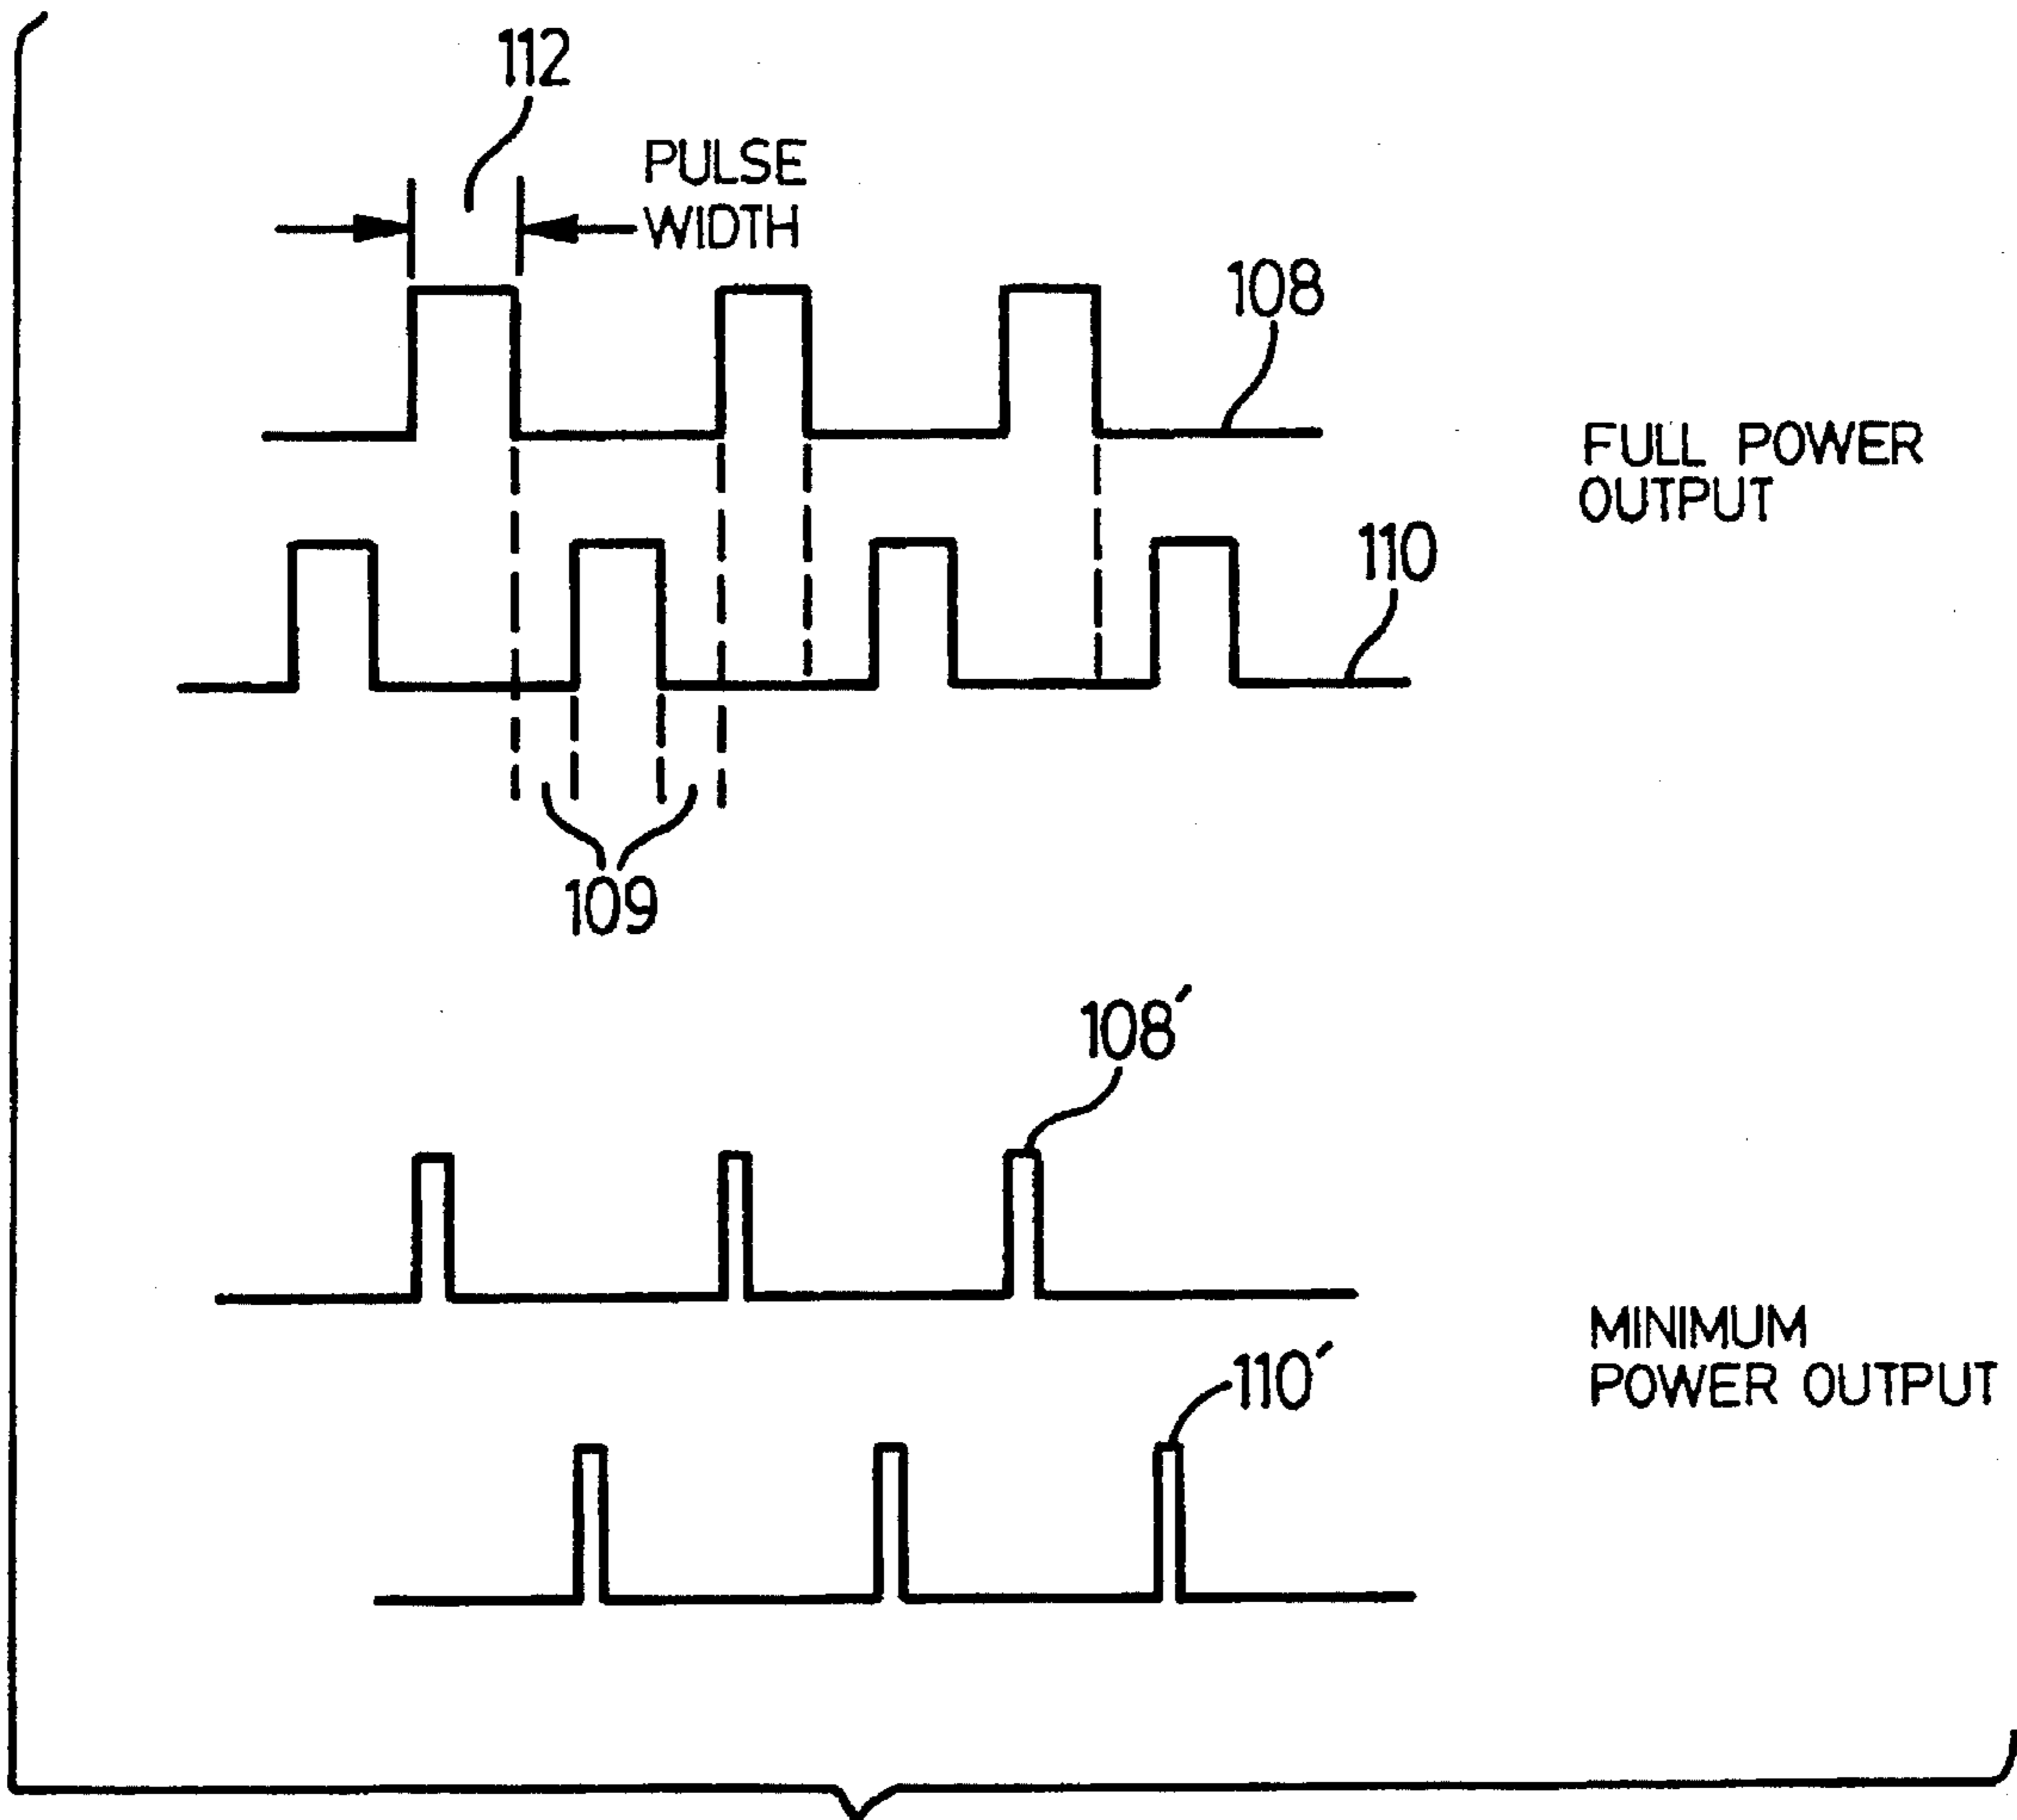 112
PULSE
WIDTH
108
FULL POWER
OUTPUT
110
109
108′
MINIMUM
POWER OUTPUT
110′